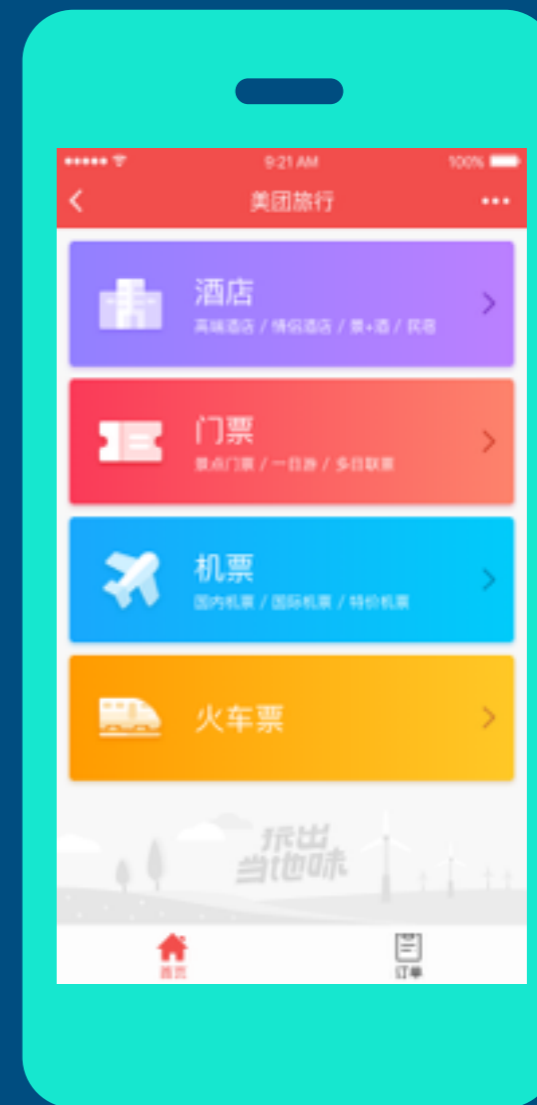 9:21 AM
100%
美团旅行
酒店
高端酒店 / 情侣酒店 / 景+酒 / 民宿
门票
景点门票 / 一日游 / 多日联票
机票
国内机票 / 国际机票 / 特价机票
火车票
玩出
当地味
首页
订单